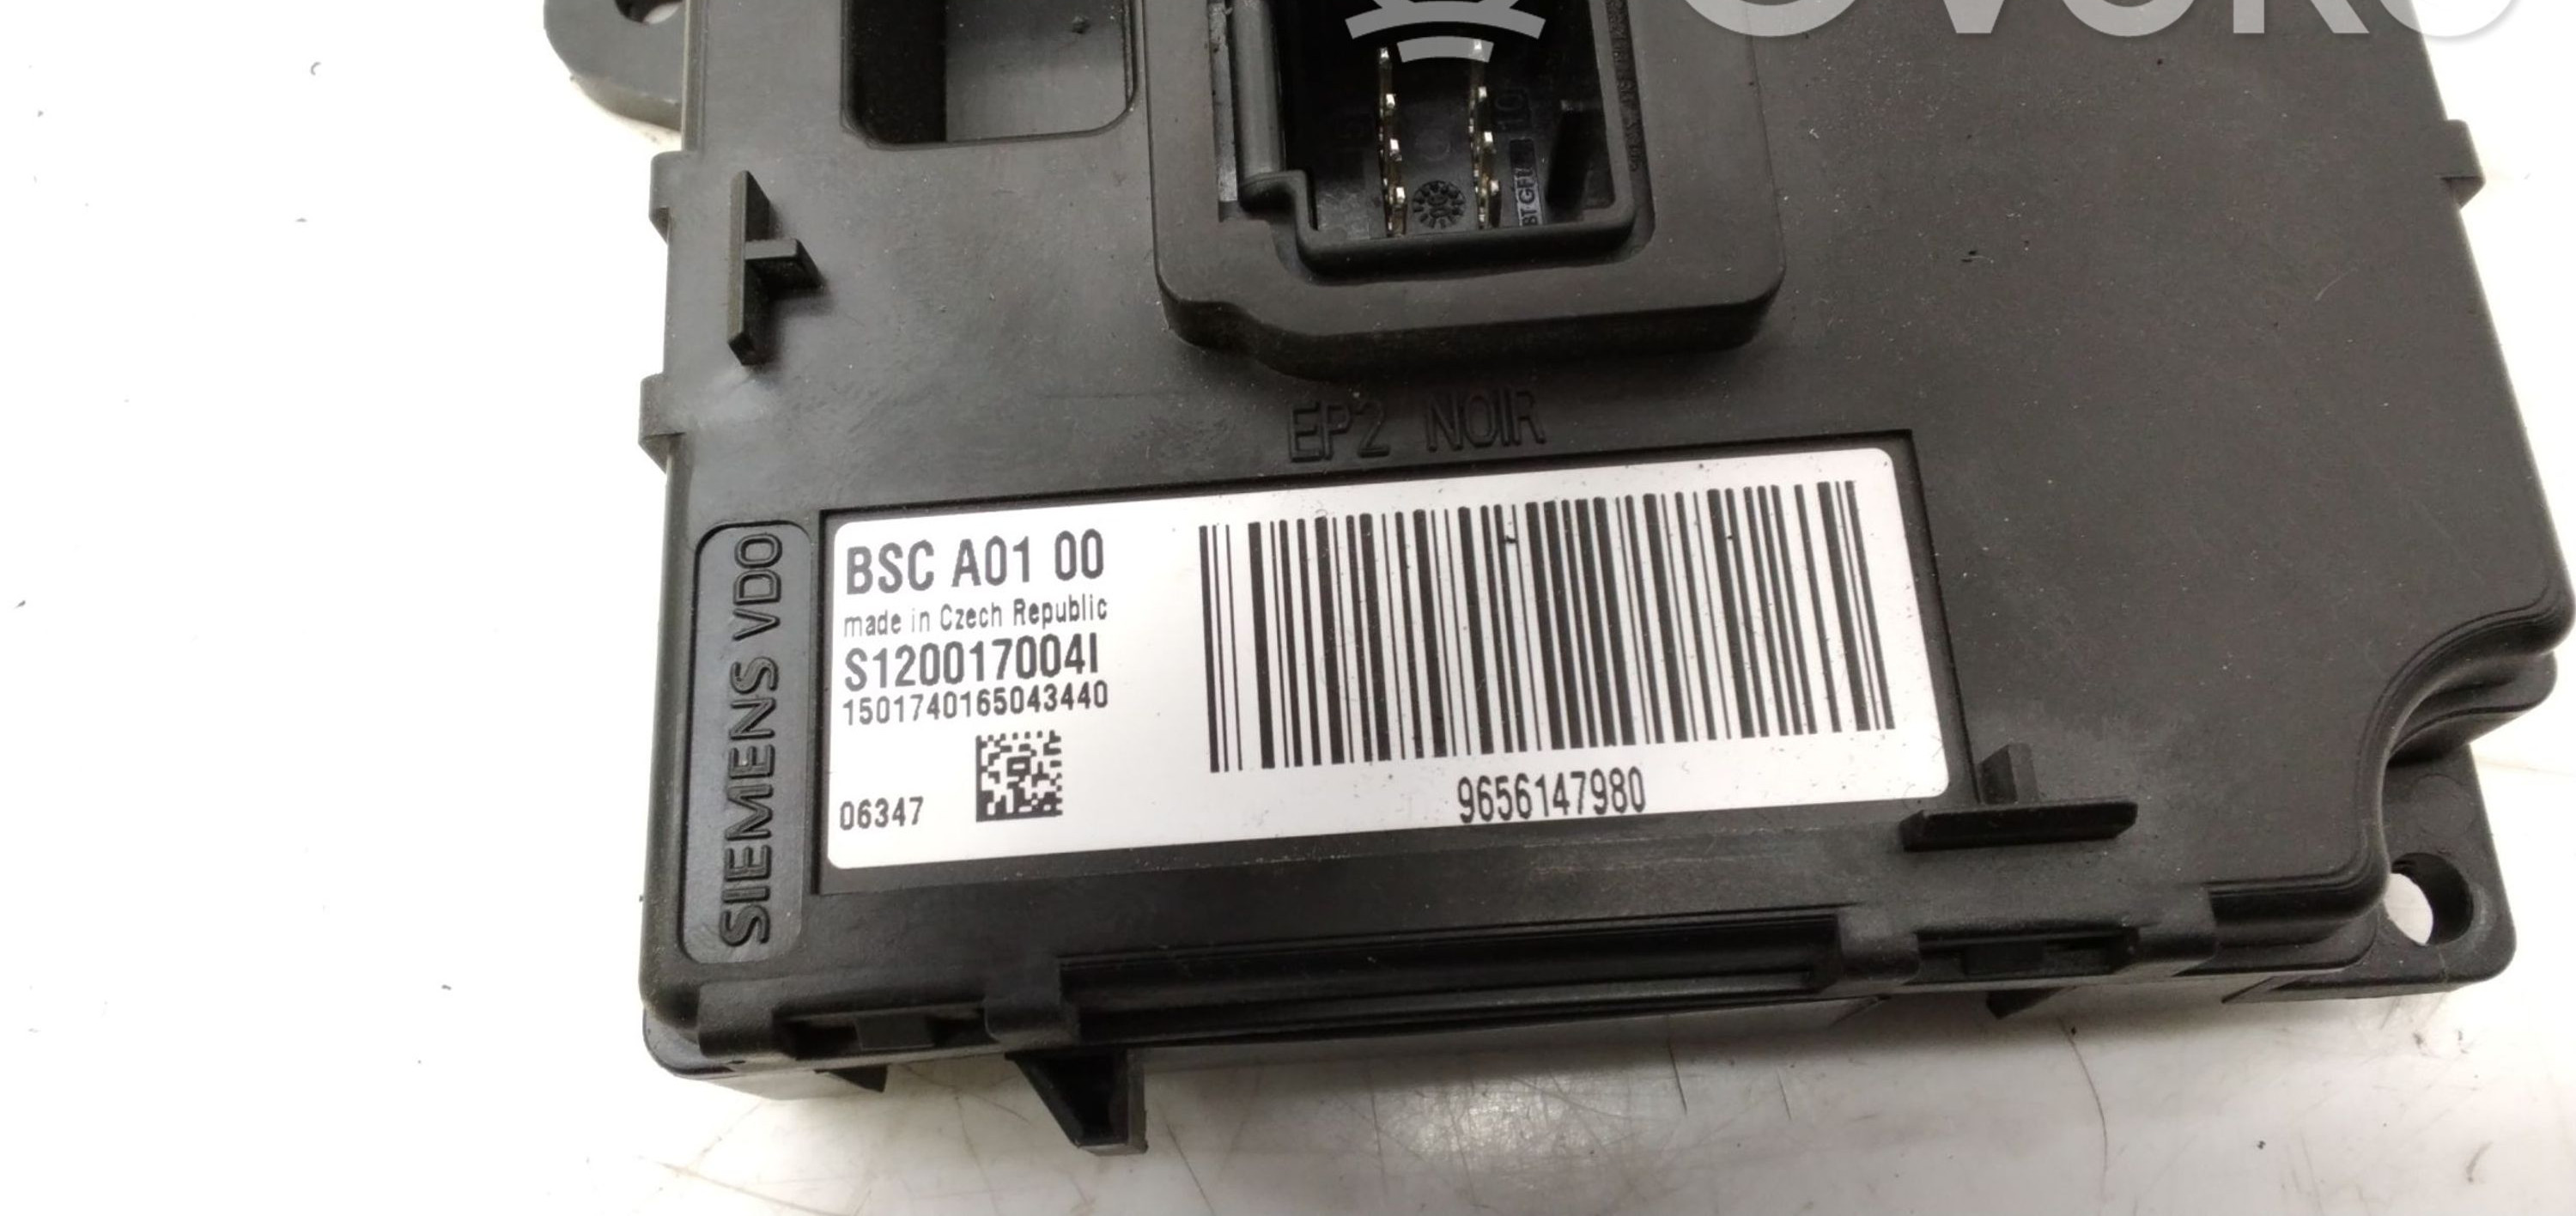 EP2 NOIR
SIEMENS VDO
BSC A01 00
made in Czech Republic
S120017004I
1501740165043440
06347
9656147980